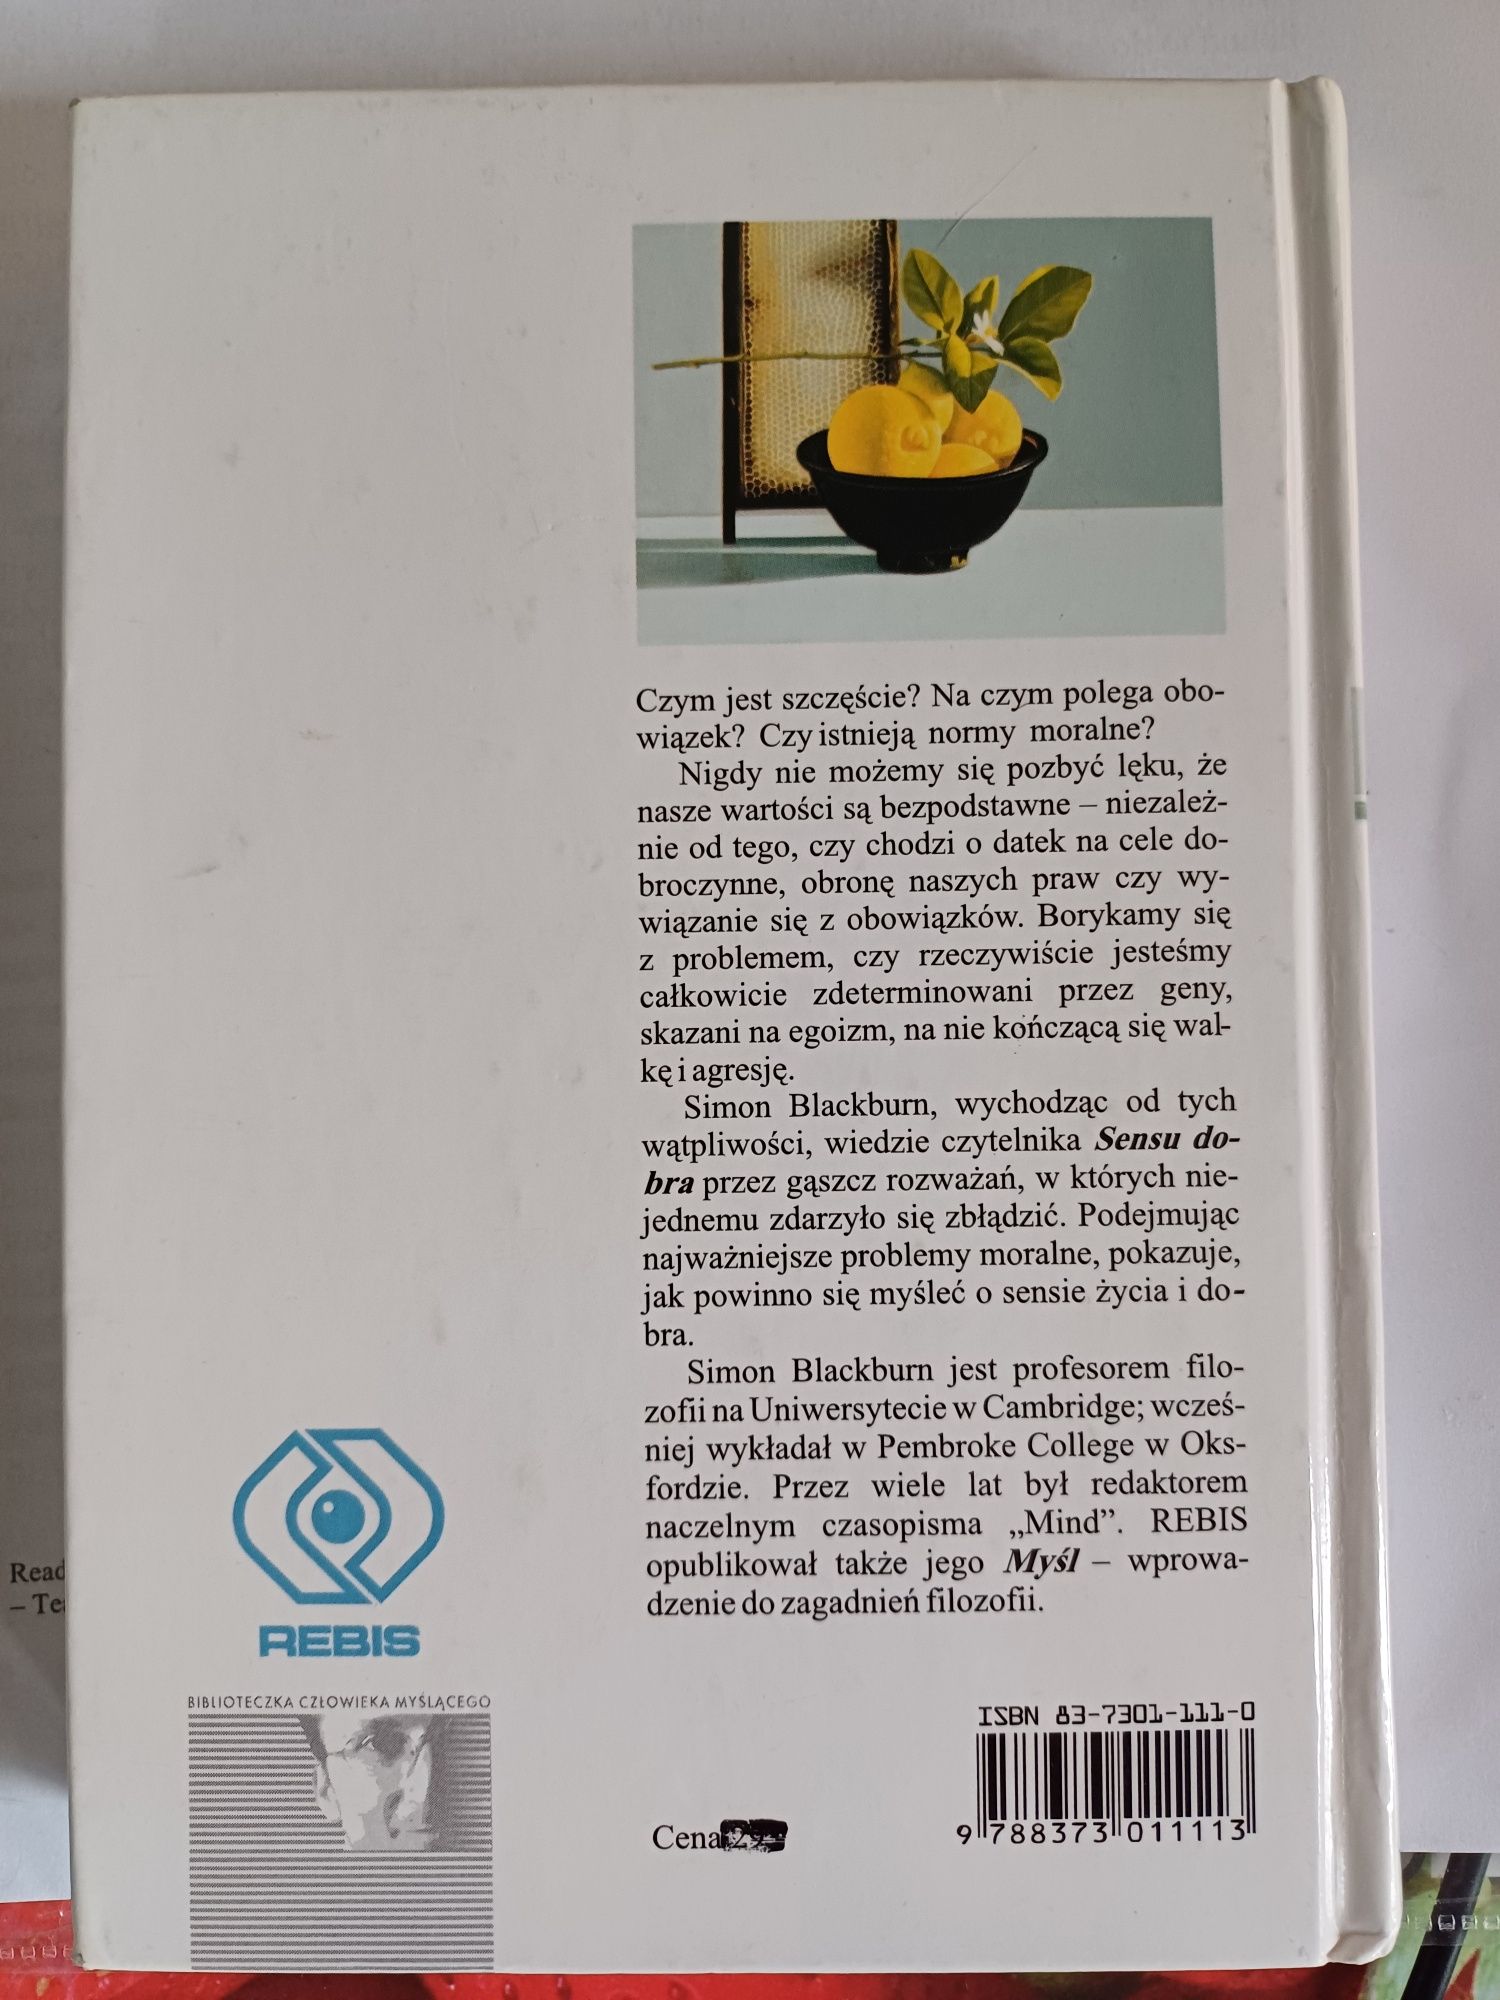 Czym jest szczęście? Na czym polega obo-
wiązek? Czy istnieją normy moralne?
Nigdy nie możemy się pozbyć lęku, że
nasze wartości są bezpodstawne – niezależ-
nie od tego, czy chodzi o datek na cele do-
broczynne, obronę naszych praw czy wy-
wiązanie się z obowiązków. Borykamy się
z problemem, czy rzeczywiście jesteśmy
całkowicie zdeterminowani przez geny,
skazani na egoizm, na nie kończącą się wal-
kę i agresję.
Simon Blackburn, wychodząc od tych
wątpliwości, wiedzie czytelnika Sensu do-
bra przez gąszcz rozważań, w których nie-
jednemu zdarzyło się zbłądzić. Podejmując
najważniejsze problemy moralne, pokazuje,
jak powinno się myśleć o sensie życia i do-
bra.
Simon Blackburn jest profesorem filo-
zofii na Uniwersytecie w Cambridge; wcześ-
niej wykładał w Pembroke College w Oks-
fordzie. Przez wiele lat był redaktorem
naczelnym czasopisma „Mind”. REBIS
opublikował także jego Myśl – wprowa-
dzenie do zagadnień filozofii.
REBIS
BIBLIOTECZKA CZŁOWIEKA MYŚLĄCEGO
ISBN 83-7301-111-0
9 788373 011113
Cena
Read